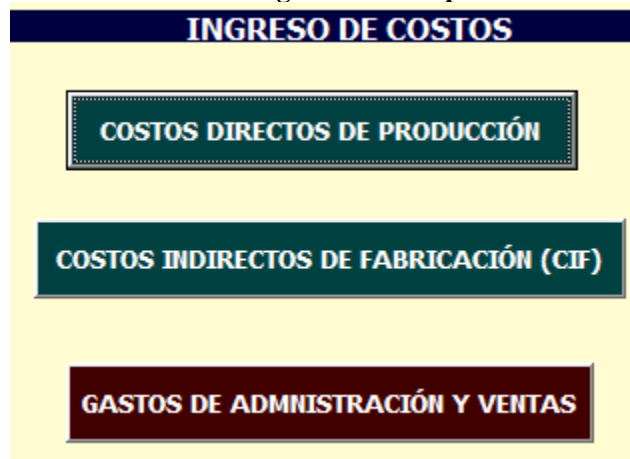 INGRESO DE COSTOS
COSTOS DIRECTOS DE PRODUCCIÓN
COSTOS INDIRECTOS DE FABRICACIÓN (CIF)
GASTOS DE ADMNISTRACIÓN Y VENTAS